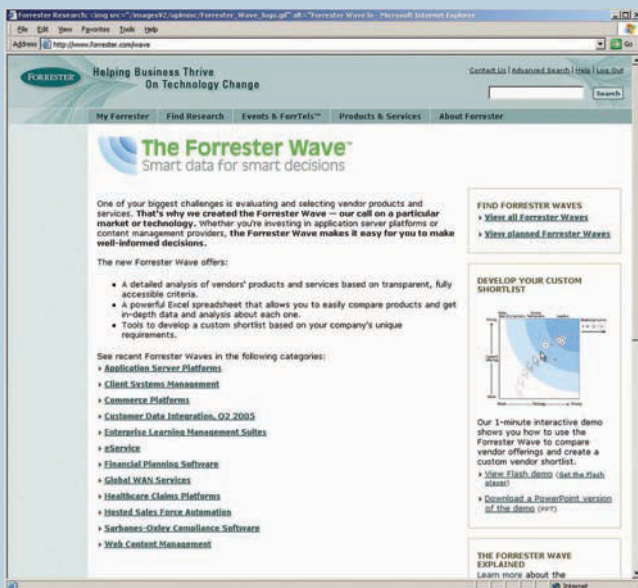 Forrester Research: <img src="/imagesV2/uplmisc/Forrester_Wave_logo.gif" alt="Forrester Wave - Microsoft Internet Explorer
File Edit View Favorites Tools Help
Address http://www.forrester.com/wave Go
FORRESTER
Helping Business Thrive
On Technology Change
Contact Us | Advanced Search | Help | Log Out
Search
My Forrester Find Research Events & ForrTels™ Products & Services About Forrester
The Forrester Wave™
Smart data for smart decisions
One of your biggest challenges is evaluating and selecting vendor products and
services. That's why we created the Forrester Wave — our call on a particular
market or technology. Whether you're investing in application server platforms or
content management providers, the Forrester Wave makes it easy for you to make
well-informed decisions.
The new Forrester Wave offers:
• A detailed analysis of vendors' products and services based on transparent, fully
accessible criteria.
• A powerful Excel spreadsheet that allows you to easily compare products and get
in-depth data and analysis about each one.
• Tools to develop a custom shortlist based on your company's unique
requirements.
See recent Forrester Waves in the following categories:
Application Server Platforms
Client Systems Management
Commerce Platforms
Customer Data Integration, Q2 2005
Enterprise Learning Management Suites
eService
Financial Planning Software
Global WAN Services
Healthcare Claims Platforms
Hosted Sales Force Automation
Sarbanes-Oxley Compliance Software
Web Content Management
FIND FORRESTER WAVES
View all Forrester Waves
View planned Forrester Waves
DEVELOP YOUR CUSTOM
SHORTLIST
Our 1-minute interactive demo
shows you how to use the
Forrester Wave to compare
vendor offerings and create a
custom vendor shortlist.
View Flash demo (Get the Flash
player)
Download a PowerPoint version
of the demo (PPT)
THE FORRESTER WAVE
EXPLAINED
Learn more about the
Internet